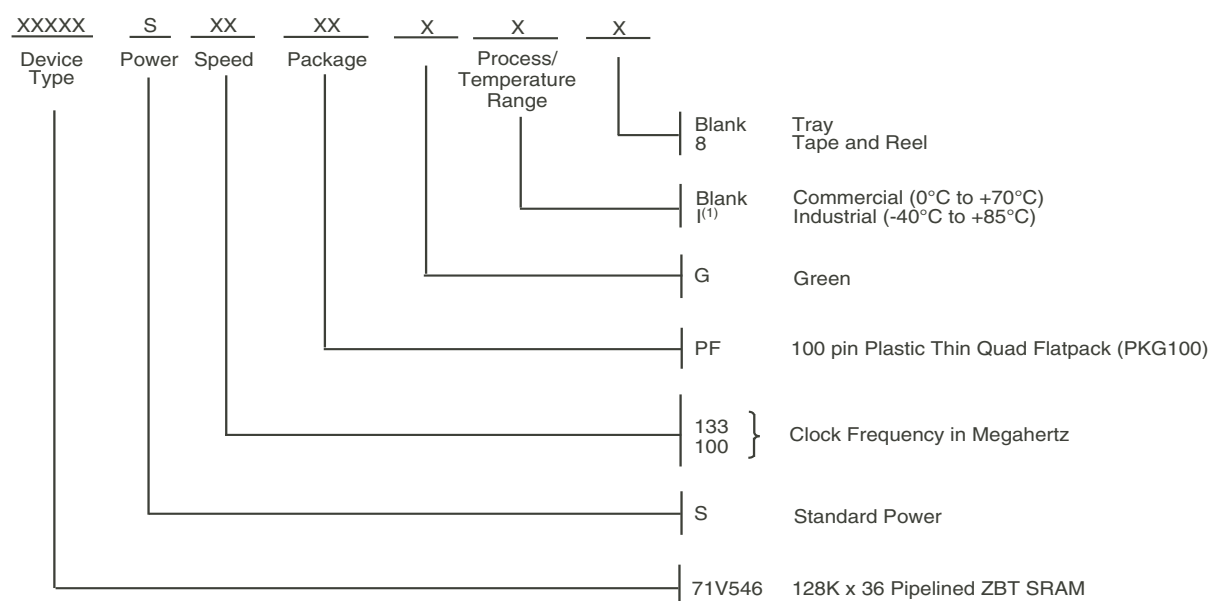 XXXXX S XX XX X X X
Device Type Power Speed Package Process/ Temperature Range
Blank Tray
8 Tape and Reel
Blank Commercial (0°C to +70°C)
I(1) Industrial (-40°C to +85°C)
G Green
PF 100 pin Plastic Thin Quad Flatpack (PKG100)
133
100 } Clock Frequency in Megahertz
S Standard Power
71V546 128K x 36 Pipelined ZBT SRAM